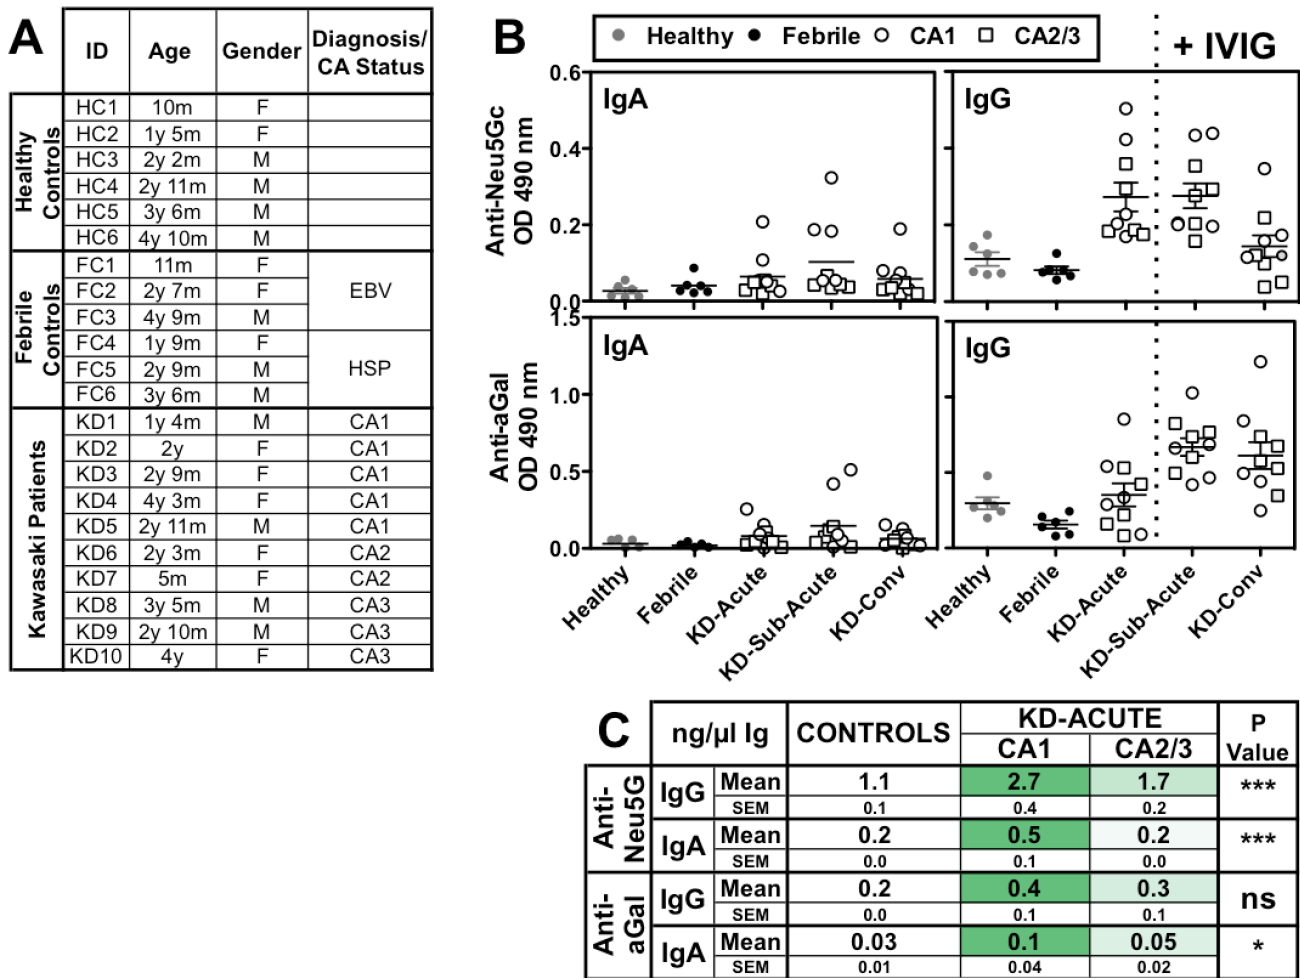 A
ID Age Gender Diagnosis/ CA Status
Healthy Controls
HC1 10m F
HC2 1y 5m F
HC3 2y 2m M
HC4 2y 11m M
HC5 3y 6m M
HC6 4y 10m M
Febrile Controls
FC1 11m F
FC2 2y 7m F EBV
FC3 4y 9m M
FC4 1y 9m F
FC5 2y 9m M HSP
FC6 3y 6m M
Kawasaki Patients
KD1 1y 4m M CA1
KD2 2y F CA1
KD3 2y 9m F CA1
KD4 4y 3m F CA1
KD5 2y 11m M CA1
KD6 2y 3m F CA2
KD7 5m F CA2
KD8 3y 5m M CA3
KD9 2y 10m M CA3
KD10 4y F CA3
B
Healthy Febrile CA1 CA2/3
+ IVIG
Anti-Neu5Gc
OD 490 nm
0.6
0.4
0.2
0.0
IgA
IgG
Anti-aGal
OD 490 nm
1.5
1.0
0.5
0.0
IgA
IgG
Healthy
Febrile
KD-Acute
KD-Sub-Acute
KD-Conv
Healthy
Febrile
KD-Acute
KD-Sub-Acute
KD-Conv
C
ng/µl Ig CONTROLS KD-ACUTE P Value
CA1 CA2/3
Anti-Neu5G
IgG Mean 1.1 2.7 1.7 ***
SEM 0.1 0.4 0.2
IgA Mean 0.2 0.5 0.2 ***
SEM 0.0 0.1 0.0
Anti-aGal
IgG Mean 0.2 0.4 0.3 ns
SEM 0.0 0.1 0.1
IgA Mean 0.03 0.1 0.05 *
SEM 0.01 0.04 0.02